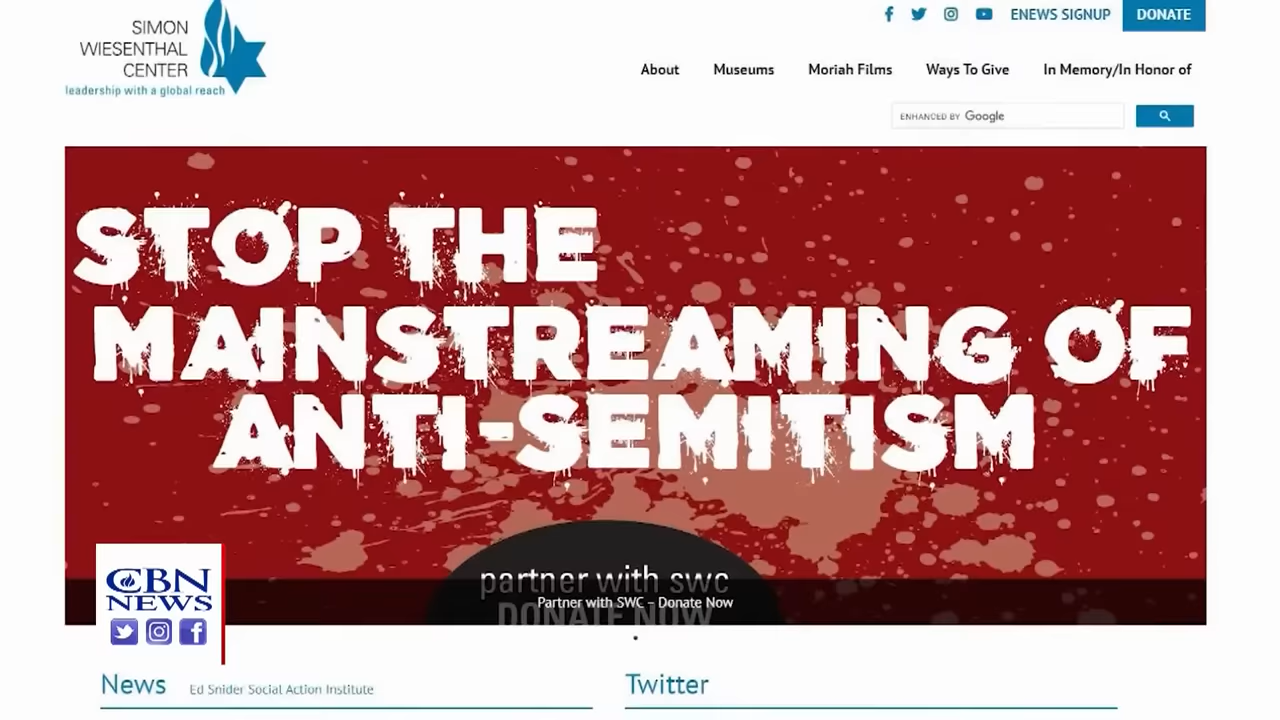 SIMON
WIESENTHAL
CENTER
leadership with a global reach
ENEWS SIGNUP
DONATE
About
Museums
Moriah Films
Ways To Give
In Memory/In Honor of
ENHANCED BY Google
STOP THE
MAINSTREAMING OF
ANTI-SEMITISM
partner with swc
Partner with SWC – Donate Now
DONATE NOW
CBN
NEWS
News
Ed Snider Social Action Institute
Twitter